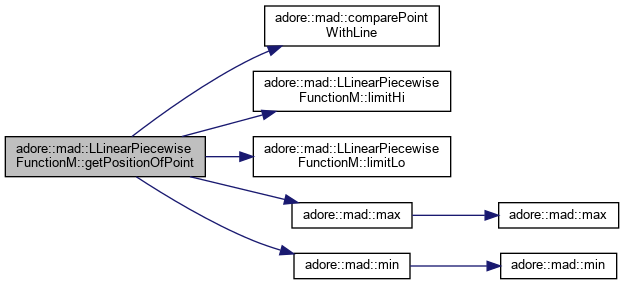 adore::mad::comparePoint
WithLine
adore::mad::LLinearPiecewise
FunctionM::limitHi
adore::mad::LLinearPiecewise
FunctionM::getPositionOfPoint
adore::mad::LLinearPiecewise
FunctionM::limitLo
adore::mad::max
adore::mad::max
adore::mad::min
adore::mad::min